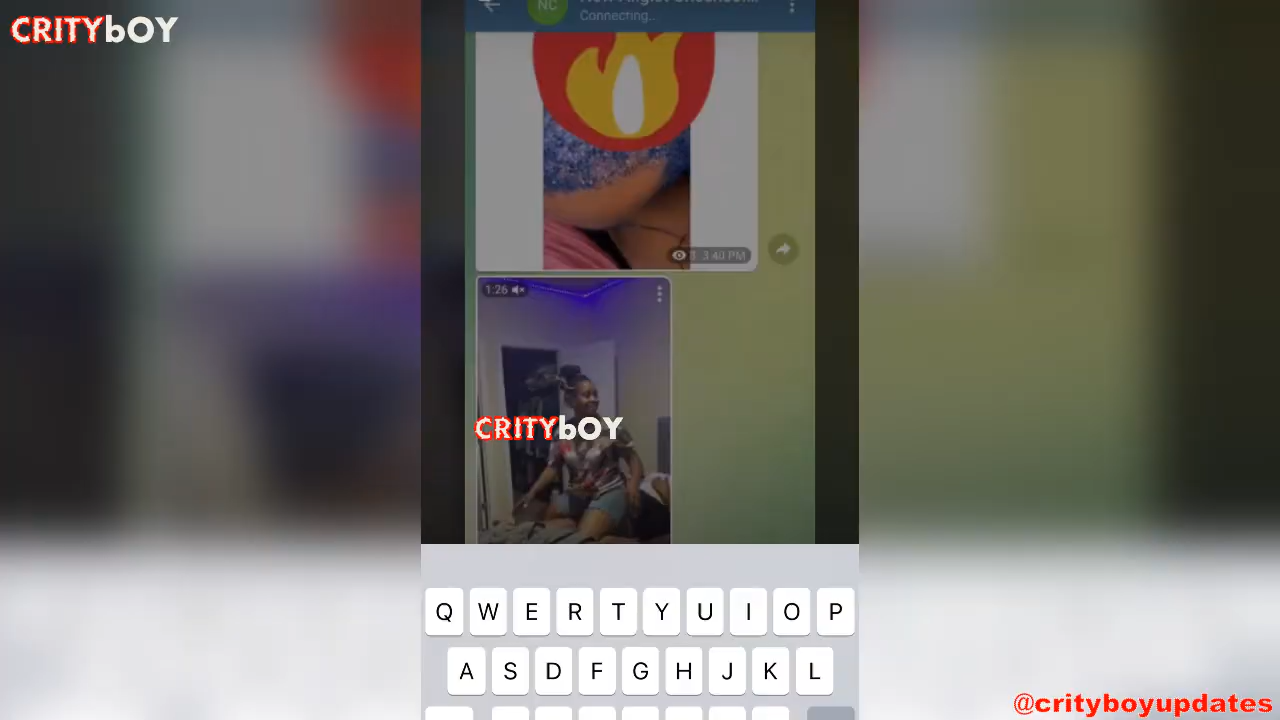 CRITYbOY
NC
Connecting..
3:40 PM
1:26
CRITYbOY
Q W E R T Y U I O P
A S D F G H J K L
@crityboyupdates